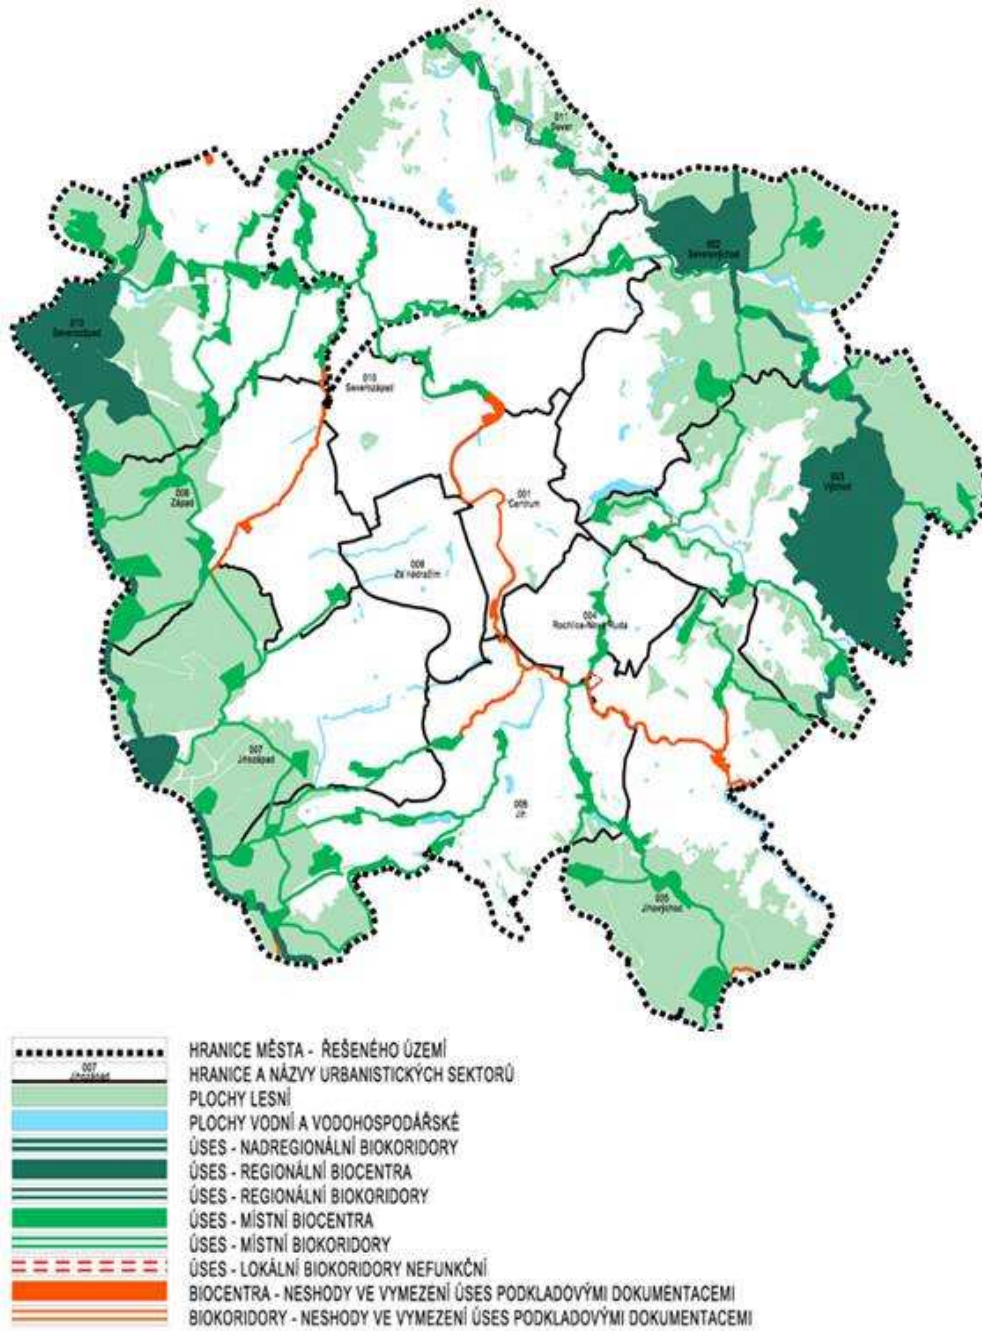 011
Sever
002
Severovýchod
010
Severozápad
010
Severozápad
003
Východ
001
Centrum
008
Západ
Za nádražím
004
Rochlice-Nová Ruda
007
Jihozápad
Jih
005
Jihovýchod
HRANICE MĚSTA - ŘEŠENÉHO ÚZEMÍ
007
Jihozápad
HRANICE A NÁZVY URBANISTICKÝCH SEKTORŮ
PLOCHY LESNÍ
PLOCHY VODNÍ A VODOHOSPODÁŘSKÉ
ÚSES - NADREGIONÁLNÍ BIOKORIDORY
ÚSES - REGIONÁLNÍ BIOCENTRA
ÚSES - REGIONÁLNÍ BIOKORIDORY
ÚSES - MÍSTNÍ BIOCENTRA
ÚSES - MÍSTNÍ BIOKORIDORY
ÚSES - LOKÁLNÍ BIOKORIDORY NEFUNKČNÍ
BIOCENTRA - NESHODY VE VYMEZENÍ ÚSES PODKLADOVÝMI DOKUMENTACEMI
BIOKORIDORY - NESHODY VE VYMEZENÍ ÚSES PODKLADOVÝMI DOKUMENTACEMI